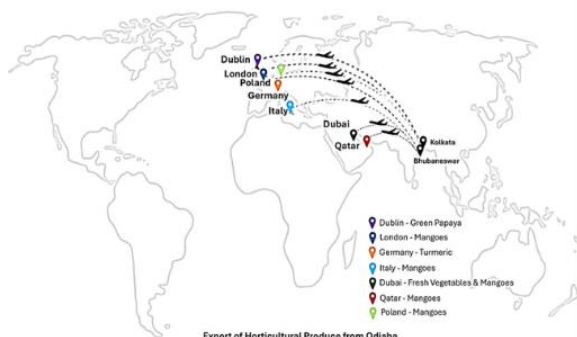 Dublin
London
Poland
Germany
Italy
Dubai
Qatar
Kolkata
Bhubaneswar
Dublin - Green Papaya
London - Mangoes
Germany - Turmeric
Italy - Mangoes
Dubai - Fresh Vegetables & Mangoes
Qatar - Mangoes
Poland - Mangoes
Export of Horticultural Produce from Odisha